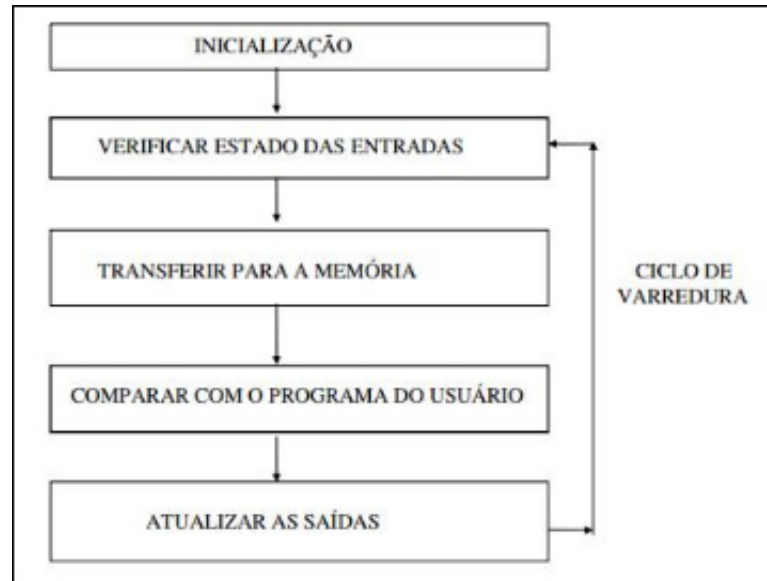 INICIALIZAÇÃO
VERIFICAR ESTADO DAS ENTRADAS
TRANSFERIR PARA A MEMÓRIA
CICLO DE
VARREDURA
COMPARAR COM O PROGRAMA DO USUÁRIO
ATUALIZAR AS SAÍDAS